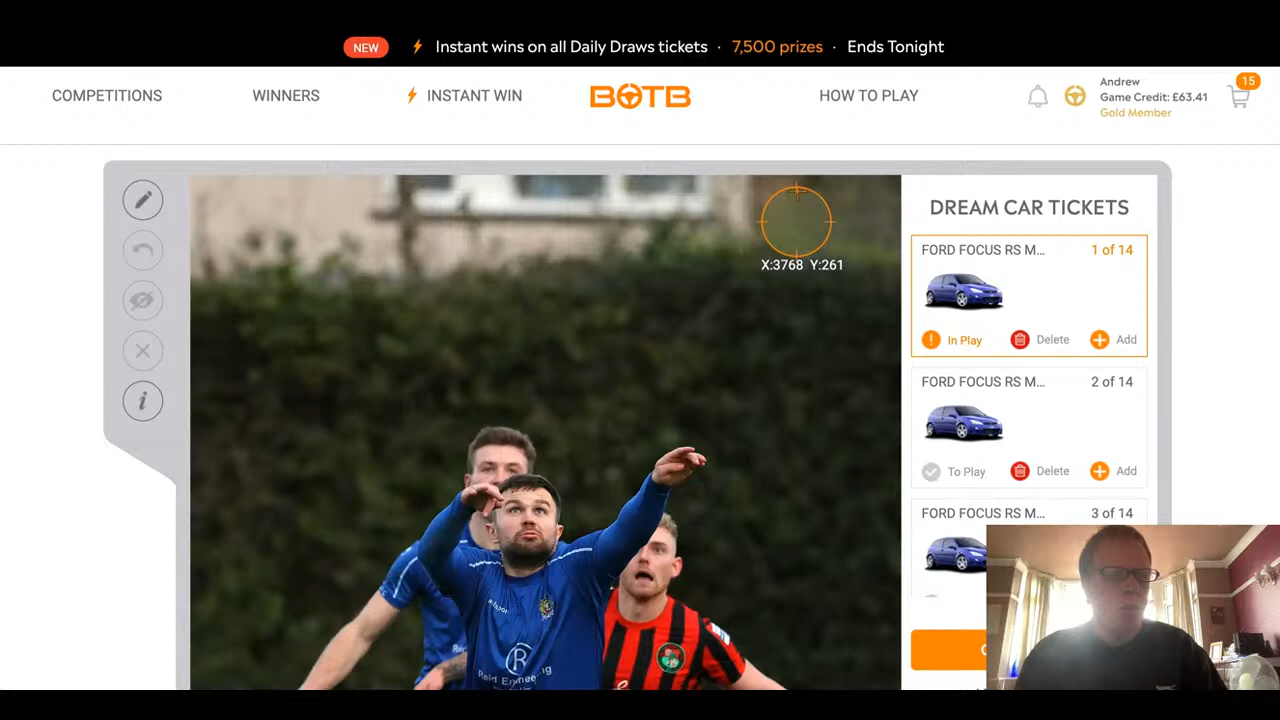 NEW Instant wins on all Daily Draws tickets · 7,500 prizes · Ends Tonight
COMPETITIONS WINNERS INSTANT WIN BOTB HOW TO PLAY
Andrew
Game Credit: £63.41
Gold Member
15
DREAM CAR TICKETS
FORD FOCUS RS M... 1 of 14
In Play Delete Add
FORD FOCUS RS M... 2 of 14
To Play Delete Add
FORD FOCUS RS M... 3 of 14
X:3768 Y:261
i
R
Reid Engineering